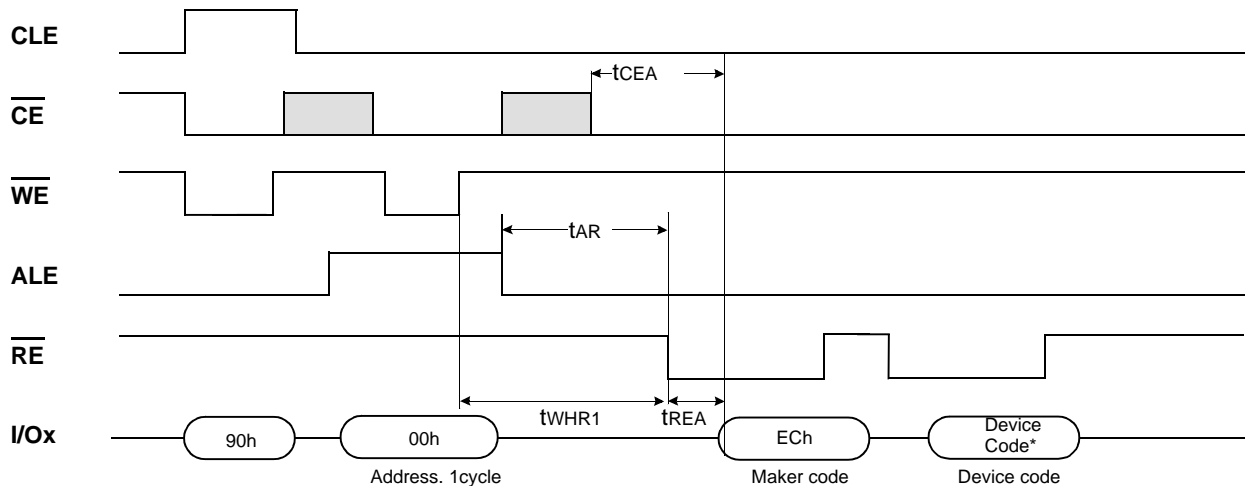 CLE
tCEA
CE
WE
tAR
ALE
RE
tWHR1
tREA
I/Ox
90h
00h
ECh
Device
Code*
Address. 1cycle
Maker code
Device code